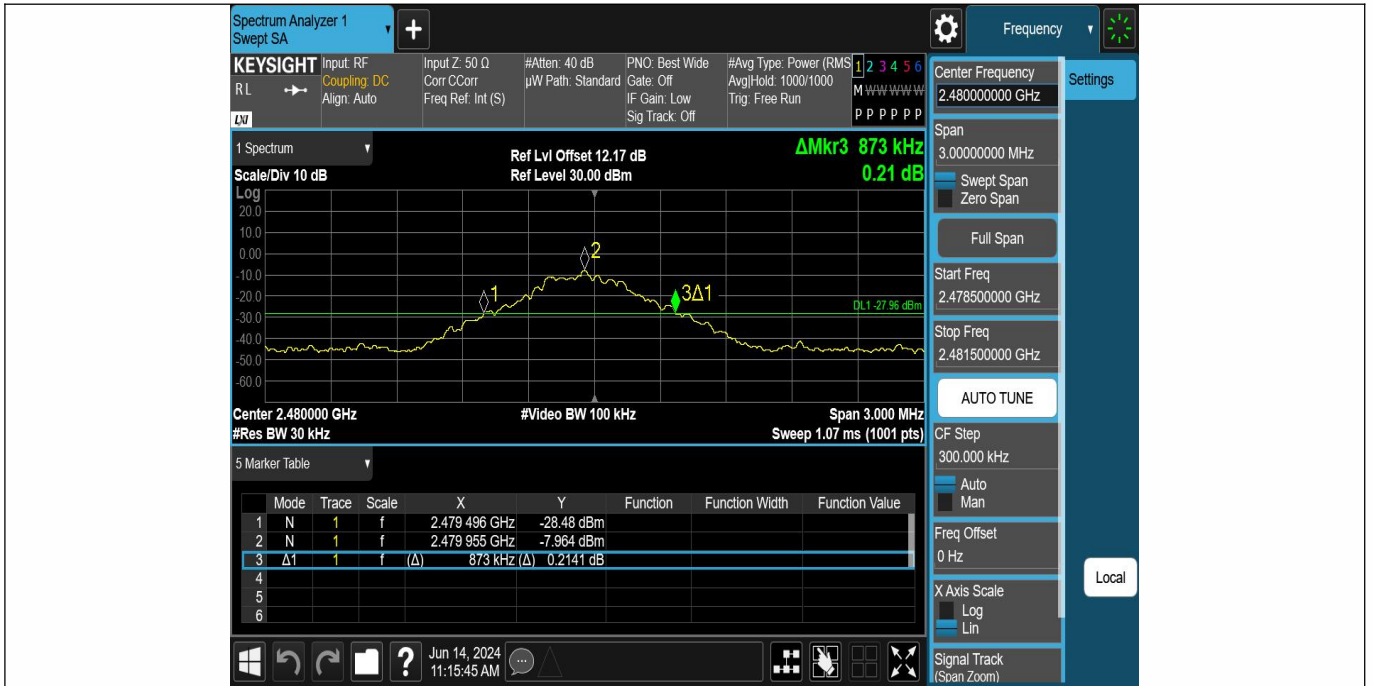 Spectrum Analyzer 1
Swept SA
+
Frequency
KEYSIGHT
RL
LXI
Input: RF
Coupling: DC
Align: Auto
Input Z: 50 Ω
Corr CCorr
Freq Ref: Int (S)
#Atten: 40 dB
µW Path: Standard
PNO: Best Wide
Gate: Off
IF Gain: Low
Sig Track: Off
#Avg Type: Power (RMS
Avg|Hold: 1000/1000
Trig: Free Run
1 2 3 4 5 6
M W W W W W
P P P P P P
Center Frequency
2.480000000 GHz
Settings
Span
3.00000000 MHz
Swept Span
Zero Span
Full Span
Start Freq
2.478500000 GHz
Stop Freq
2.481500000 GHz
AUTO TUNE
CF Step
300.000 kHz
Auto
Man
Freq Offset
0 Hz
X Axis Scale
Log
Lin
Signal Track
(Span Zoom)
Local
1 Spectrum
Scale/Div 10 dB
Ref Lvl Offset 12.17 dB
Ref Level 30.00 dBm
ΔMkr3 873 kHz
0.21 dB
Log
20.0
10.0
0.00
-10.0
-20.0
-30.0
-40.0
-50.0
-60.0
1
2
3Δ1
DL1 -27.96 dBm
Center 2.480000 GHz
#Video BW 100 kHz
Span 3.000 MHz
#Res BW 30 kHz
Sweep 1.07 ms (1001 pts)
5 Marker Table
Mode Trace Scale X Y Function Function Width Function Value
1 N 1 f 2.479 496 GHz -28.48 dBm
2 N 1 f 2.479 955 GHz -7.964 dBm
3 Δ1 1 f (Δ) 873 kHz (Δ) 0.2141 dB
4
5
6
?
Jun 14, 2024
11:15:45 AM